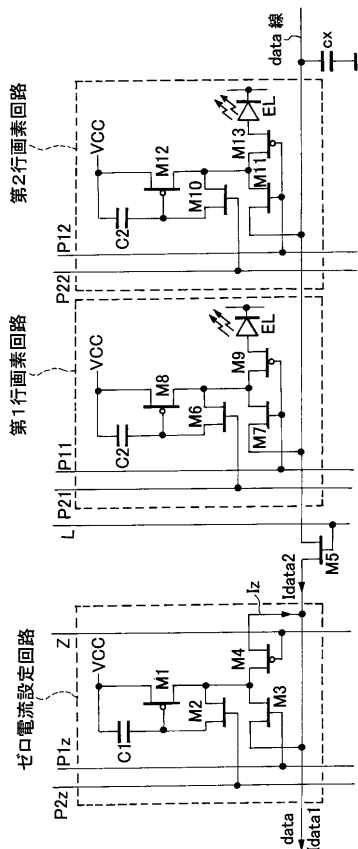 ゼロ電流設定回路
P2z
P1z
Z
VCC
C1
M1
M2
M3
M4
Iz
data
Idata1
Idata2
M5
L
第1行画素回路
P21
P11
VCC
C2
M8
M6
M7
M9
EL
第2行画素回路
P22
P12
VCC
C2
M12
M10
M11
M13
EL
data 線
cx